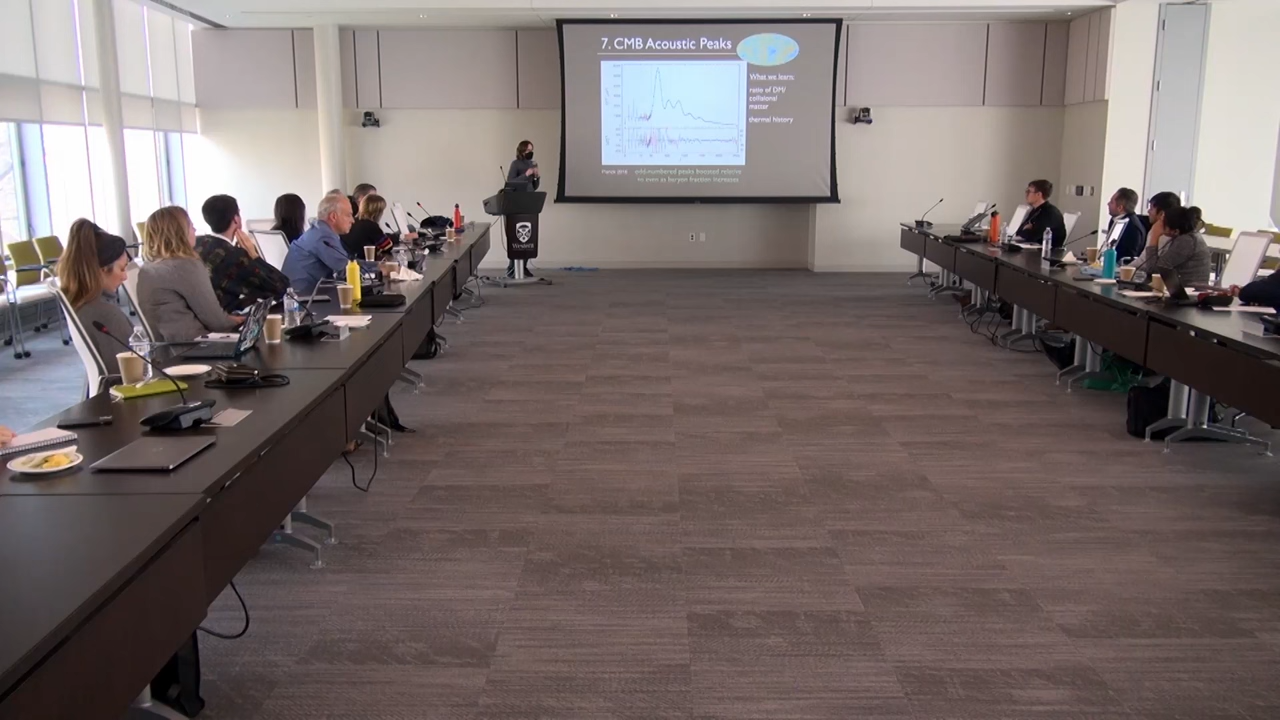 7. CMB Acoustic Peaks
What we learn:
ratio of DM/
collisional
matter
thermal history
odd-numbered peaks boosted relative
to even as baryon fraction increases
Western